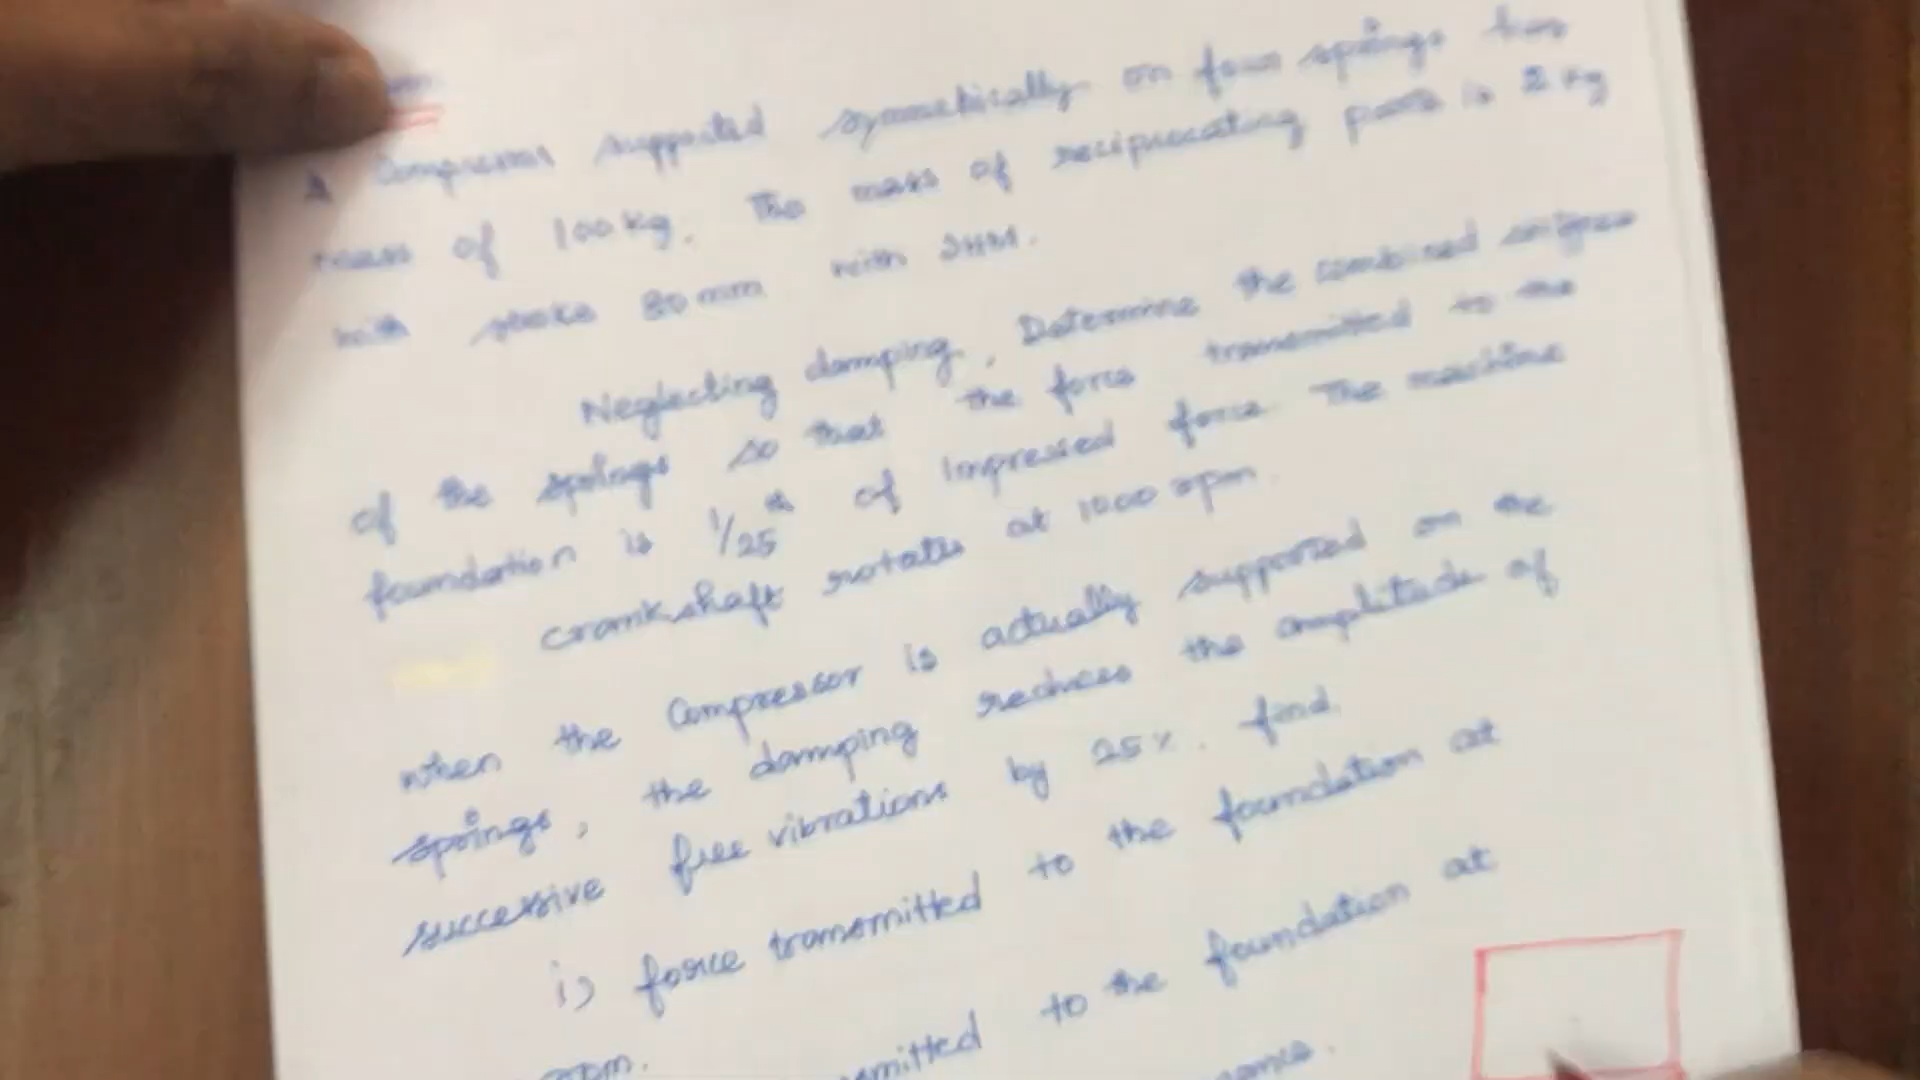 A Compressor supported symmetrically on four springs has
mass of 100 kg. The mass of reciprocating parts is 2 kg
with stroke 80 mm with SHM.
Neglecting damping, Determine the combined
of the springs so that the force transmitted to the
foundation is 1/25th of Impressed force. The machine
crankshaft rotates at 1000 rpm.
when the Compressor is actually supported on the
springs, the damping reduces the amplitude of
successive free vibrations by 25%. find
i) force transmitted to the foundation at
rpm.
to the foundation at